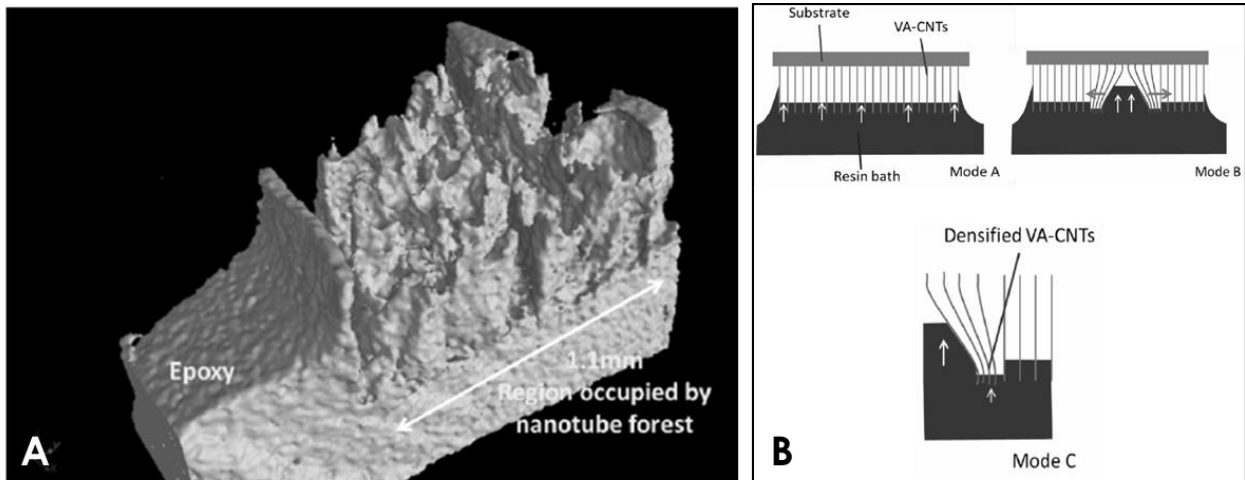 Epoxy
1.1mm
Region occupied by
nanotube forest
A
Substrate
VA-CNTs
Resin bath
Mode A
Mode B
Densified VA-CNTs
Mode C
B